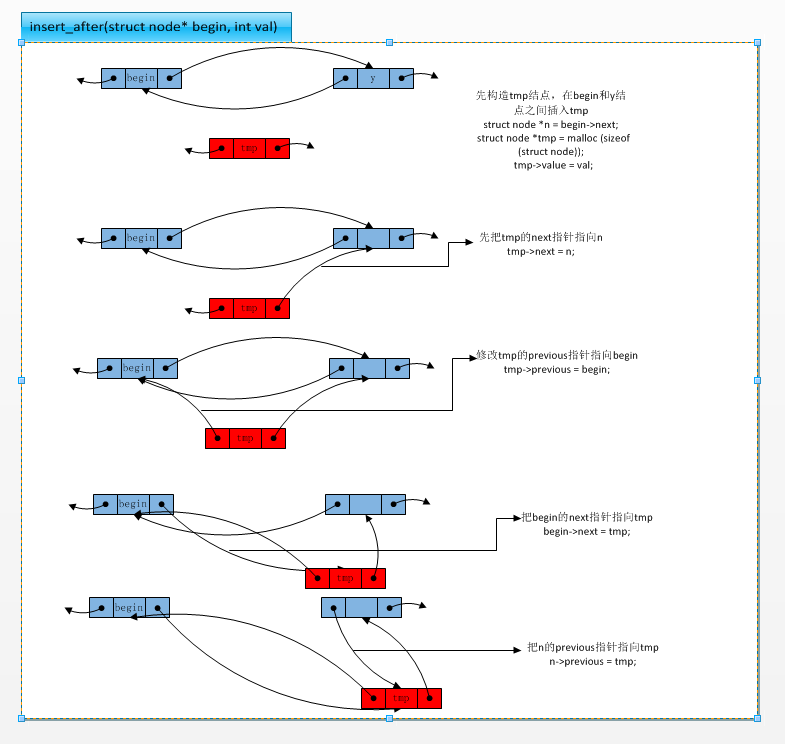 insert_after(struct node* begin, int val)
begin
y
先构造tmp结点，在begin和y结
点之间插入tmp
struct node *n = begin->next;
struct node *tmp = malloc (sizeof
(struct node));
tmp->value = val;
tmp
begin
先把tmp的next指针指向n
tmp->next = n;
tmp
begin
修改tmp的previous指针指向begin
tmp->previous = begin;
tmp
begin
把begin的next指针指向tmp
begin->next = tmp;
tmp
begin
把n的previous指针指向tmp
n->previous = tmp;
tmp